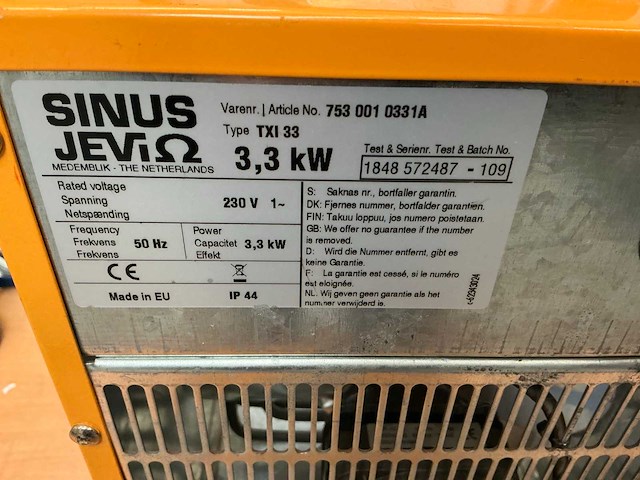 SINUS
JEVI Ω
MEDEMBLIK - THE NETHERLANDS
Varenr. | Article No. 753 001 0331A
Type TXI 33
3,3 kW
Test & Serienr. Test & Batch No.
1848 572487 - 109
Rated voltage
Spanning 230 V 1~
Netspænding
Frequency
Frekvens 50 Hz
Frekvens
Power
Capacitet 3,3 kW
Effekt
CE
Made in EU IP 44
S: Saknas nr., bortfaller garantin.
DK: Fjernes nummer, bortfalder garantien.
FIN: Takuu loppuu, jos numero poistetaan.
GB: We offer no guarantee if the number
is removed.
D: Wird die Nummer entfernt, gibt es
keine Garantie.
F: La garantie est cessé, si le numéro
est eloignée.
NL: Wij geven geen garantie als het
nummer verwijderd is.